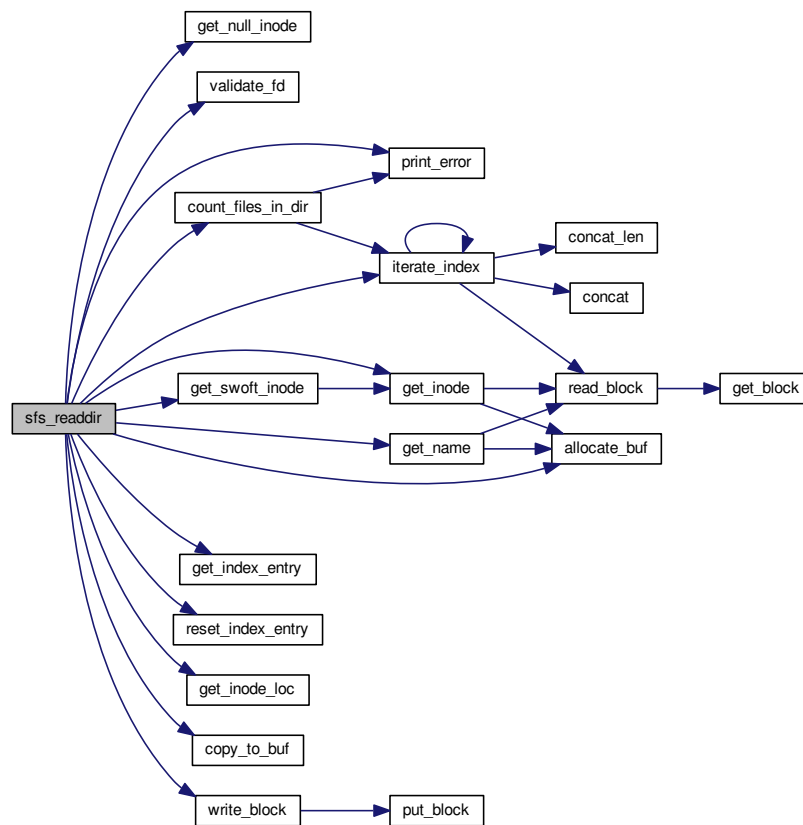 get_null_inode
validate_fd
print_error
count_files_in_dir
concat_len
iterate_index
concat
get_swoft_inode
get_inode
read_block
get_block
sfs_readdir
get_name
allocate_buf
get_index_entry
reset_index_entry
get_inode_loc
copy_to_buf
write_block
put_block